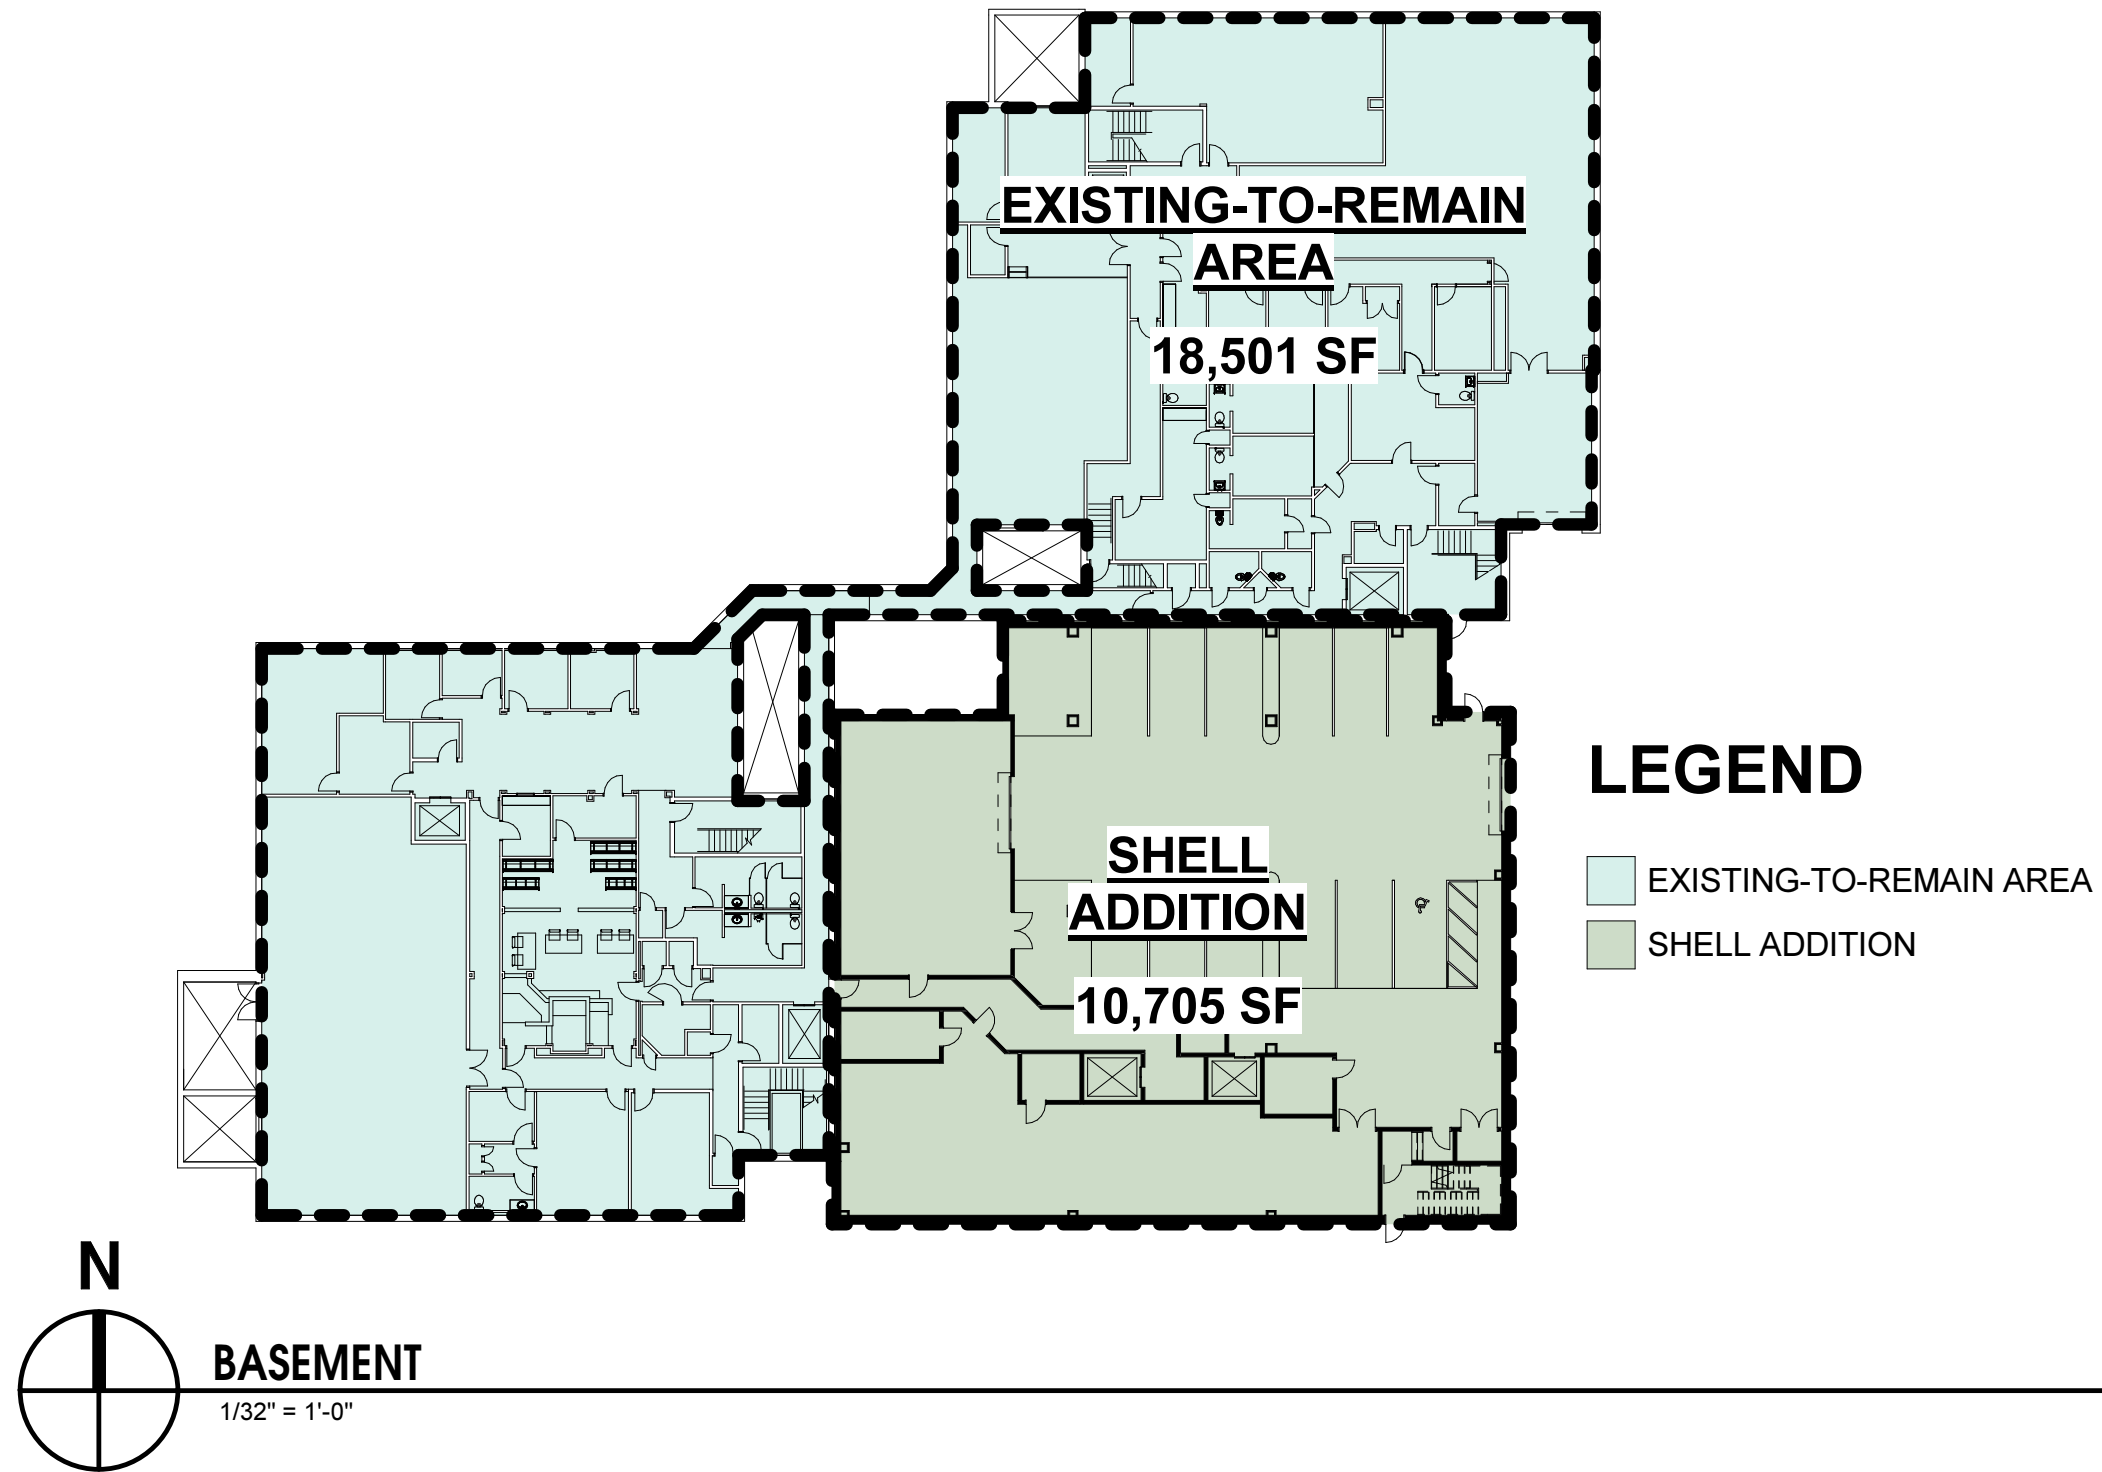 EXISTING-TO-REMAIN
AREA
18,501 SF
SHELL
ADDITION
10,705 SF
LEGEND
EXISTING-TO-REMAIN AREA
SHELL ADDITION
N
BASEMENT
1/32" = 1'-0"